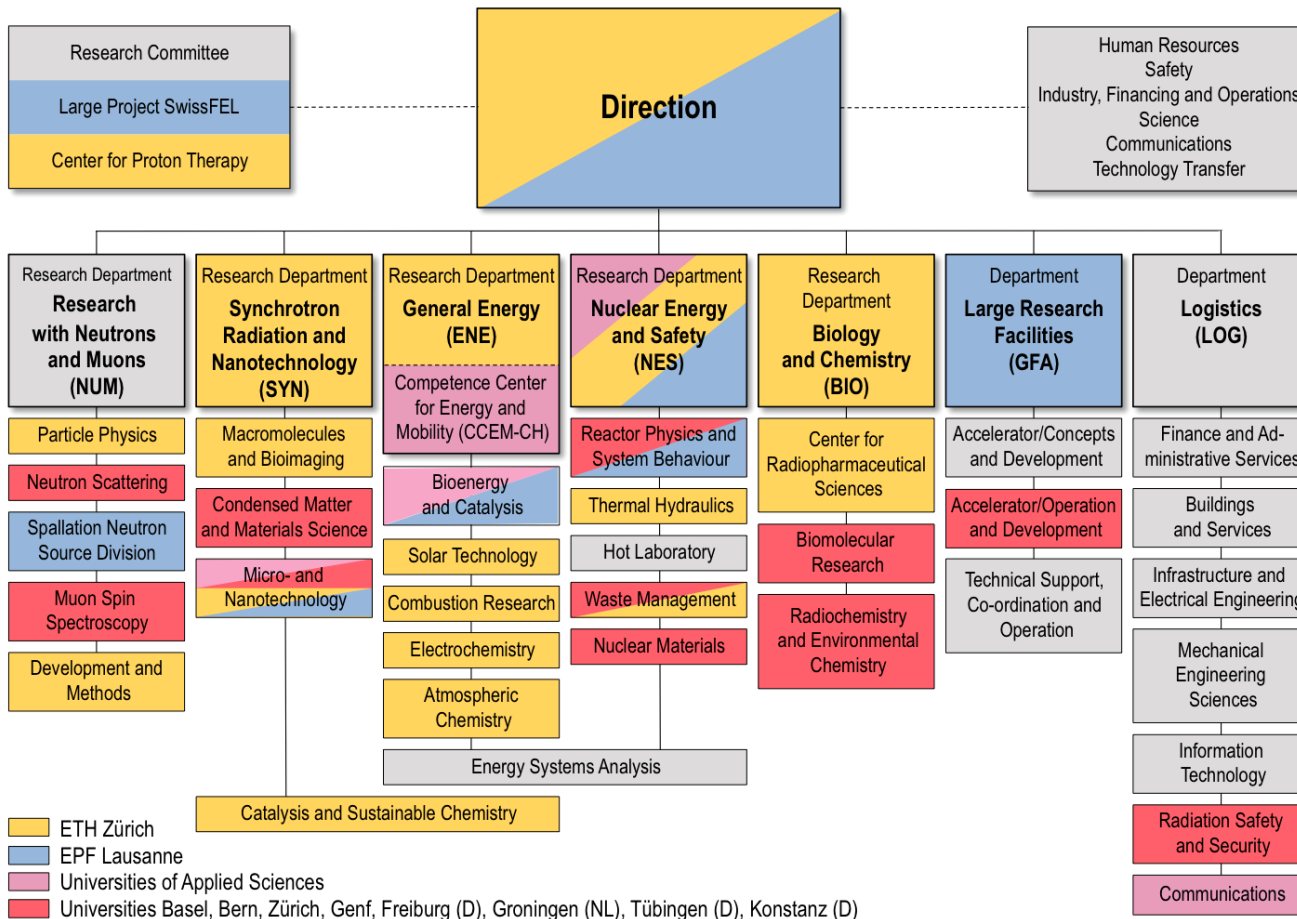 Research Committee
Large Project SwissFEL
Center for Proton Therapy
Direction
Human Resources
Safety
Industry, Financing and Operations
Science
Communications
Technology Transfer
Research Department
Research
with Neutrons
and Muons
(NUM)
Particle Physics
Neutron Scattering
Spallation Neutron
Source Division
Muon Spin
Spectroscopy
Development and
Methods
Research Department
Synchrotron
Radiation and
Nanotechnology
(SYN)
Macromolecules
and Bioimaging
Condensed Matter
and Materials Science
Micro- and
Nanotechnology
Research Department
General Energy
(ENE)
Competence Center
for Energy and
Mobility (CCEM-CH)
Bioenergy
and Catalysis
Solar Technology
Combustion Research
Electrochemistry
Atmospheric
Chemistry
Research Department
Nuclear Energy
and Safety
(NES)
Reactor Physics and
System Behaviour
Thermal Hydraulics
Hot Laboratory
Waste Management
Nuclear Materials
Energy Systems Analysis
Catalysis and Sustainable Chemistry
Research
Department
Biology
and Chemistry
(BIO)
Center for
Radiopharmaceutical
Sciences
Biomolecular
Research
Radiochemistry
and Environmental
Chemistry
Department
Large Research
Facilities
(GFA)
Accelerator/Concepts
and Development
Accelerator/Operation
and Development
Technical Support,
Co-ordination and
Operation
Department
Logistics
(LOG)
Finance and Ad-
ministrative Services
Buildings
and Services
Infrastructure and
Electrical Engineering
Mechanical
Engineering
Sciences
Information
Technology
Radiation Safety
and Security
Communications
ETH Zürich
EPF Lausanne
Universities of Applied Sciences
Universities Basel, Bern, Zürich, Genf, Freiburg (D), Groningen (NL), Tübingen (D), Konstanz (D)